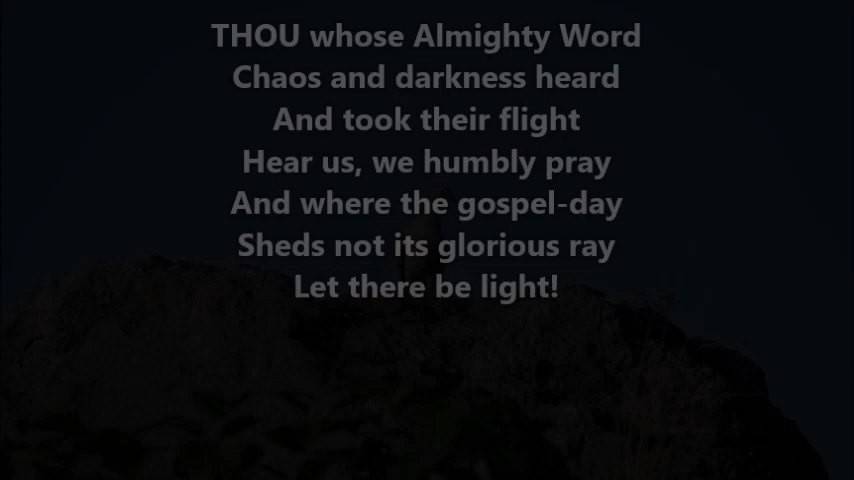 THOU whose Almighty Word
Chaos and darkness heard
And took their flight
Hear us, we humbly pray
And where the gospel-day
Sheds not its glorious ray
Let there be light!